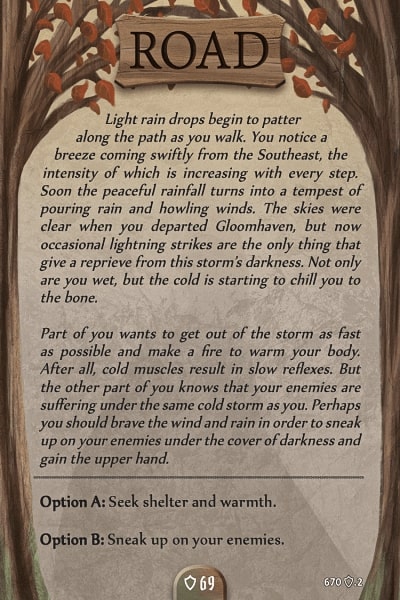 ROAD
Light rain drops begin to patter
along the path as you walk. You notice a
breeze coming swiftly from the Southeast, the
intensity of which is increasing with every step.
Soon the peaceful rainfall turns into a tempest of
pouring rain and howling winds. The skies were
clear when you departed Gloomhaven, but now
occasional lightning strikes are the only thing that
give a reprieve from this storm's darkness. Not only
are you wet, but the cold is starting to chill you to
the bone.
Part of you wants to get out of the storm as fast
as possible and make a fire to warm your body.
After all, cold muscles result in slow reflexes. But
the other part of you knows that your enemies are
suffering under the same cold storm as you. Perhaps
you should brave the wind and rain in order to sneak
up on your enemies under the cover of darkness and
gain the upper hand.
Option A: Seek shelter and warmth.
Option B: Sneak up on your enemies.
69
670 -2